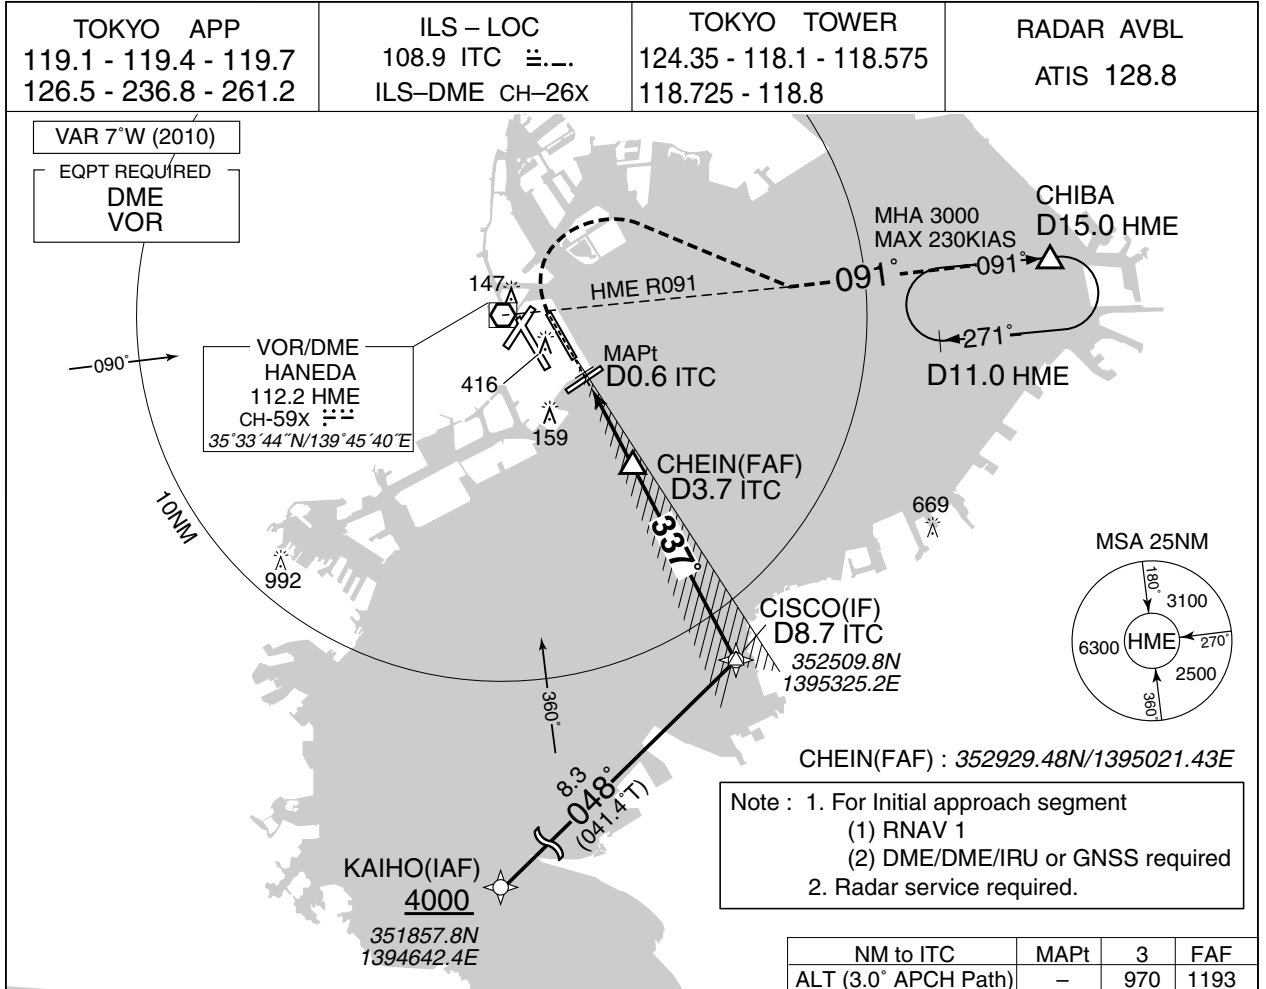 TOKYO APP
119.1 - 119.4 - 119.7
126.5 - 236.8 - 261.2
ILS – LOC
108.9 ITC
ILS–DME CH–26X
TOKYO TOWER
124.35 - 118.1 - 118.575
118.725 - 118.8
RADAR AVBL
ATIS 128.8
VAR 7°W (2010)
EQPT REQUIRED
DME
VOR
CHIBA
D15.0 HME
MHA 3000
MAX 230KIAS
091°
091°
HME R091
147
271°
D11.0 HME
090°
VOR/DME
HANEDA
112.2 HME
CH-59X
35°33´44˝N/139°45´40˝E
MAPt
D0.6 ITC
416
159
CHEIN(FAF)
D3.7 ITC
10NM
337°
669
992
MSA 25NM
180°
3100
HME
270°
6300
2500
360°
CISCO(IF)
D8.7 ITC
352509.8N
1395325.2E
360°
CHEIN(FAF) : 352929.48N/1395021.43E
8.3
048°
(041.4°T)
Note : 1. For Initial approach segment
(1) RNAV 1
(2) DME/DME/IRU or GNSS required
2. Radar service required.
KAIHO(IAF)
4000
351857.8N
1394642.4E
NM to ITC MAPt 3 FAF
ALT (3.0° APCH Path) – 970 1193